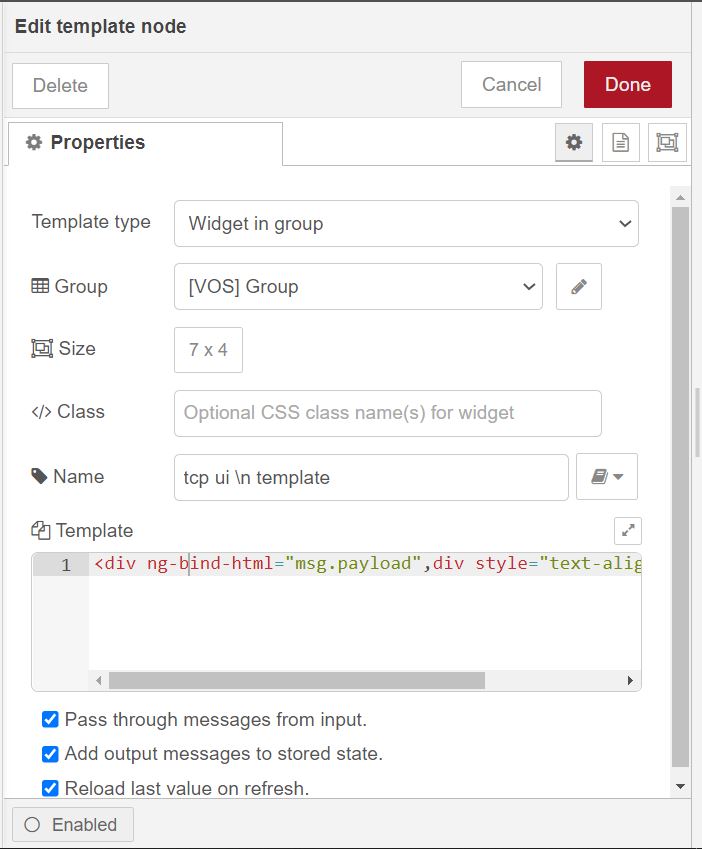 Edit template node
Delete
Cancel
Done
Properties
Template type
Widget in group
Group
[VOS] Group
Size
7 x 4
</> Class
Optional CSS class name(s) for widget
Name
tcp ui \n template
Template
1
<div ng-bind-html="msg.payload",div style="text-alig
Pass through messages from input.
Add output messages to stored state.
Reload last value on refresh.
Enabled